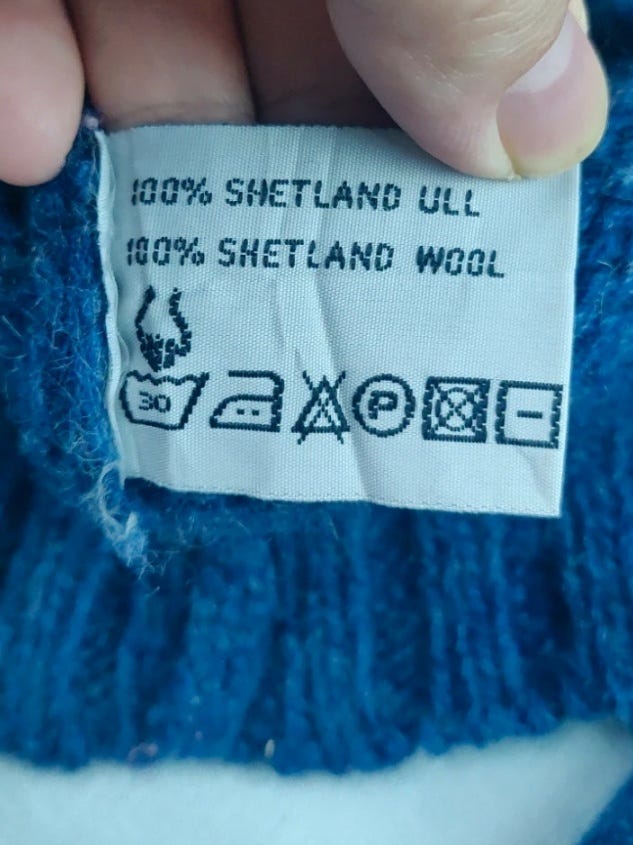 100% SHETLAND ULL
100% SHETLAND WOOL
30
P